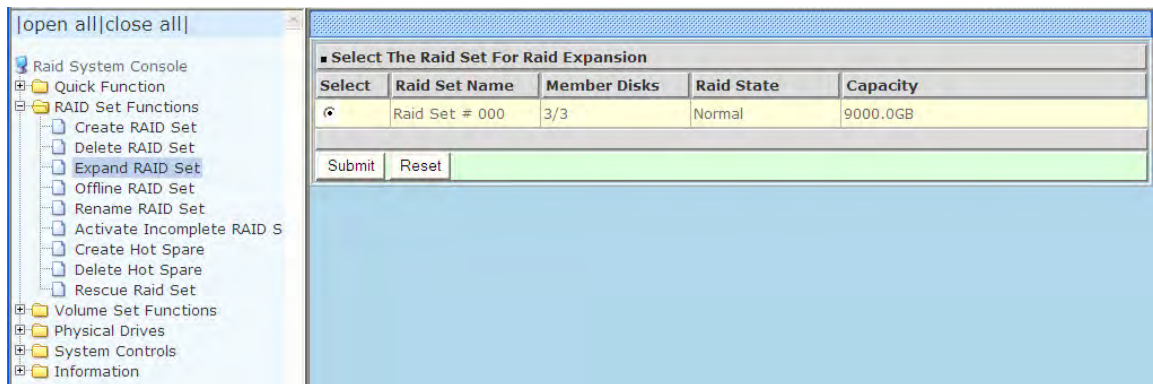 |open all|close all|
Raid System Console
Quick Function
RAID Set Functions
Create RAID Set
Delete RAID Set
Expand RAID Set
Offline RAID Set
Rename RAID Set
Activate Incomplete RAID S
Create Hot Spare
Delete Hot Spare
Rescue Raid Set
Volume Set Functions
Physical Drives
System Controls
Information
Select The Raid Set For Raid Expansion
Select Raid Set Name Member Disks Raid State Capacity
Raid Set # 000 3/3 Normal 9000.0GB
Submit Reset